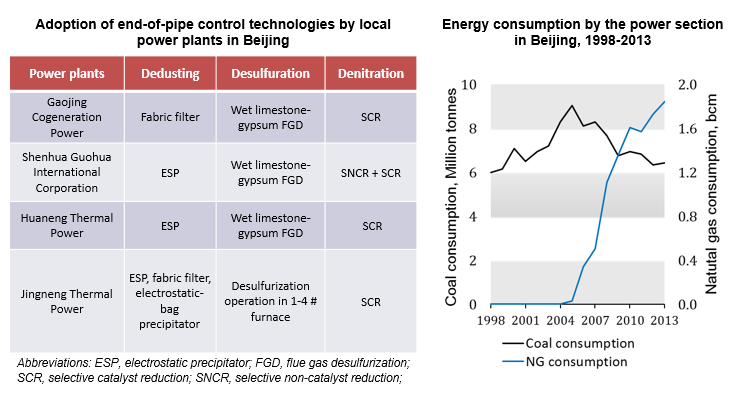 Adoption of end-of-pipe control technologies by local
power plants in Beijing
Power plants Dedusting Desulfuration Denitration
Gaojing
Cogeneration
Power
Fabric filter
Wet limestone-
gypsum FGD
SCR
Shenhua Guohua
International
Corporation
ESP
Wet limestone-
gypsum FGD
SNCR + SCR
Huaneng Thermal
Power
ESP
Wet limestone-
gypsum FGD
SCR
Jingneng Thermal
Power
ESP, fabric filter,
electrostatic-
bag
precipitator
Desulfurization
operation in 1-4 #
furnace
SCR
Abbreviations: ESP, electrostatic precipitator; FGD, flue gas desulfurization;
SCR, selective catalyst reduction; SNCR, selective non-catalyst reduction;
Energy consumption by the power section
in Beijing, 1998-2013
Coal consumption, Million tonnes
10
8
6
4
2
0
2.0
1.6
1.2
0.8
0.4
0.0
Natutal gas consumption, bcm
1998 2001 2004 2007 2010 2013
Coal consumption
NG consumption